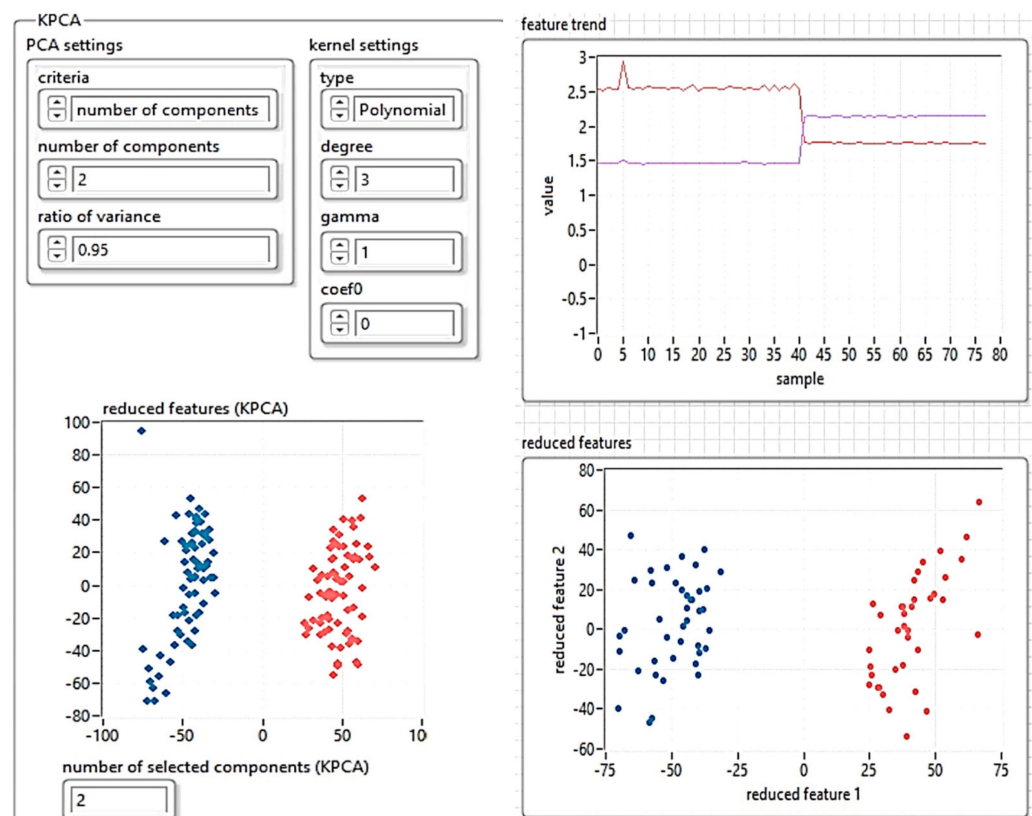 KPCA
PCA settings
criteria
number of components
number of components
2
ratio of variance
0.95
kernel settings
type
Polynomial
degree
3
gamma
1
coef0
0
reduced features (KPCA)
100
80
60
40
20
0
-20
-40
-60
-80
-100 -50 0 50 10
number of selected components (KPCA)
2
feature trend
value
3
2.5
2
1.5
1
0.5
0
-0.5
-1
0 5 10 15 20 25 30 35 40 45 50 55 60 65 70 75 80
sample
reduced features
reduced feature 2
80
60
40
20
0
-20
-40
-60
-75 -50 -25 0 25 50 75
reduced feature 1